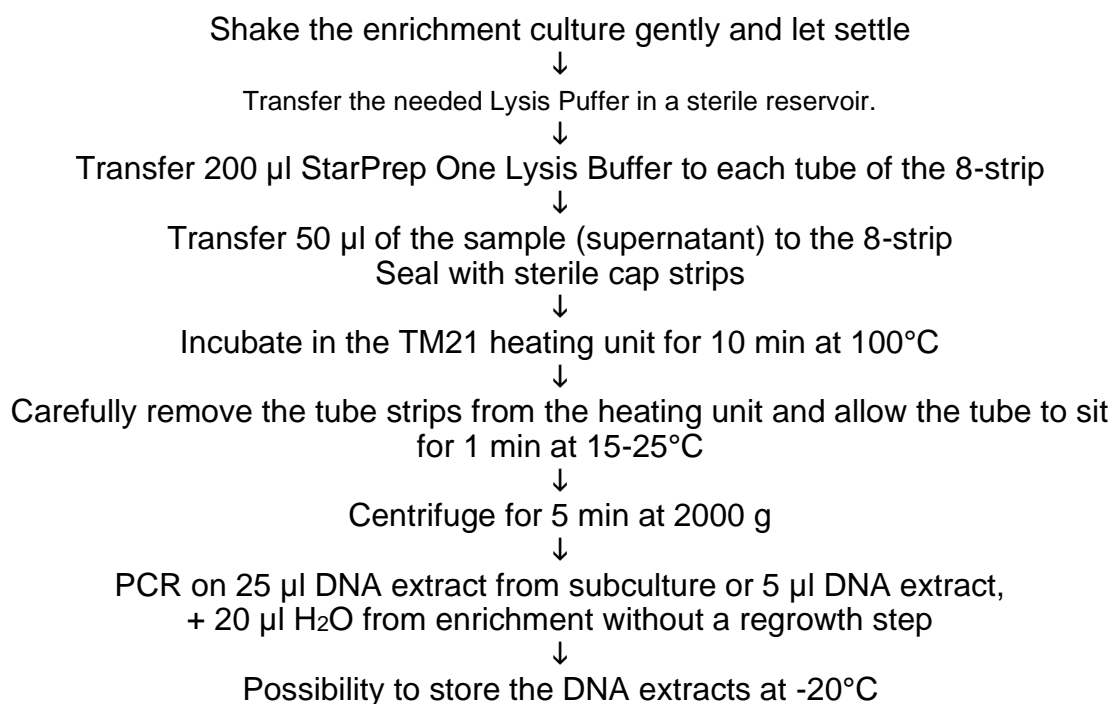 Shake the enrichment culture gently and let settle
↓
Transfer the needed Lysis Puffer in a sterile reservoir.
↓
Transfer 200 µl StarPrep One Lysis Buffer to each tube of the 8-strip
↓
Transfer 50 µl of the sample (supernatant) to the 8-strip
Seal with sterile cap strips
↓
Incubate in the TM21 heating unit for 10 min at 100°C
↓
Carefully remove the tube strips from the heating unit and allow the tube to sit
for 1 min at 15-25°C
↓
Centrifuge for 5 min at 2000 g
↓
PCR on 25 µl DNA extract from subculture or 5 µl DNA extract,
+ 20 µl H₂O from enrichment without a regrowth step
↓
Possibility to store the DNA extracts at -20°C